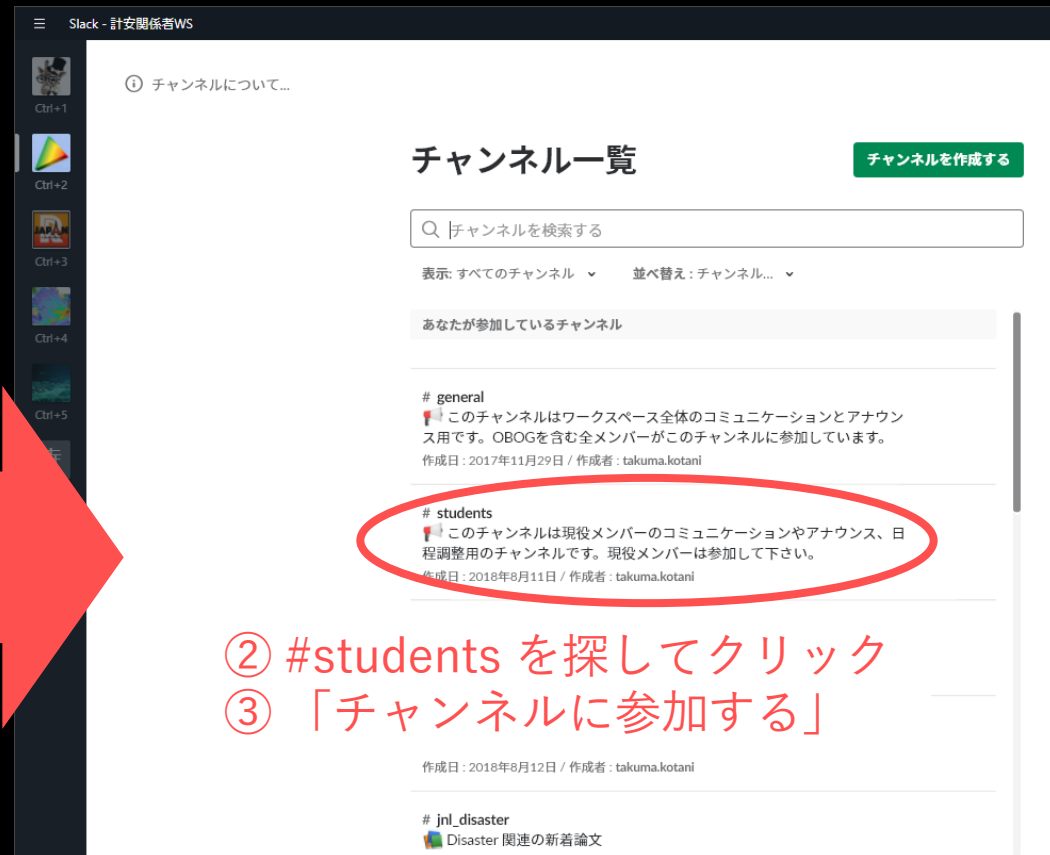 Slack - 計安関係者WS
Ctrl+1
Ctrl+2
JAPAN
R
Ctrl+3
Ctrl+4
Ctrl+5
チャンネルについて...
チャンネル一覧
チャンネルを作成する
チャンネルを検索する
表示: すべてのチャンネル
並べ替え : チャンネル...
あなたが参加しているチャンネル
# general
このチャンネルはワークスペース全体のコミュニケーションとアナウン
ス用です。OBOGを含む全メンバーがこのチャンネルに参加しています。
作成日 : 2017年11月29日 / 作成者 : takuma.kotani
# students
このチャンネルは現役メンバーのコミュニケーションやアナウンス、日
程調整用のチャンネルです。現役メンバーは参加して下さい。
作成日 : 2018年8月11日 / 作成者 : takuma.kotani
② #students を探してクリック
③ 「チャンネルに参加する」
作成日 : 2018年8月12日 / 作成者 : takuma.kotani
# jnl_disaster
Disaster 関連の新着論文